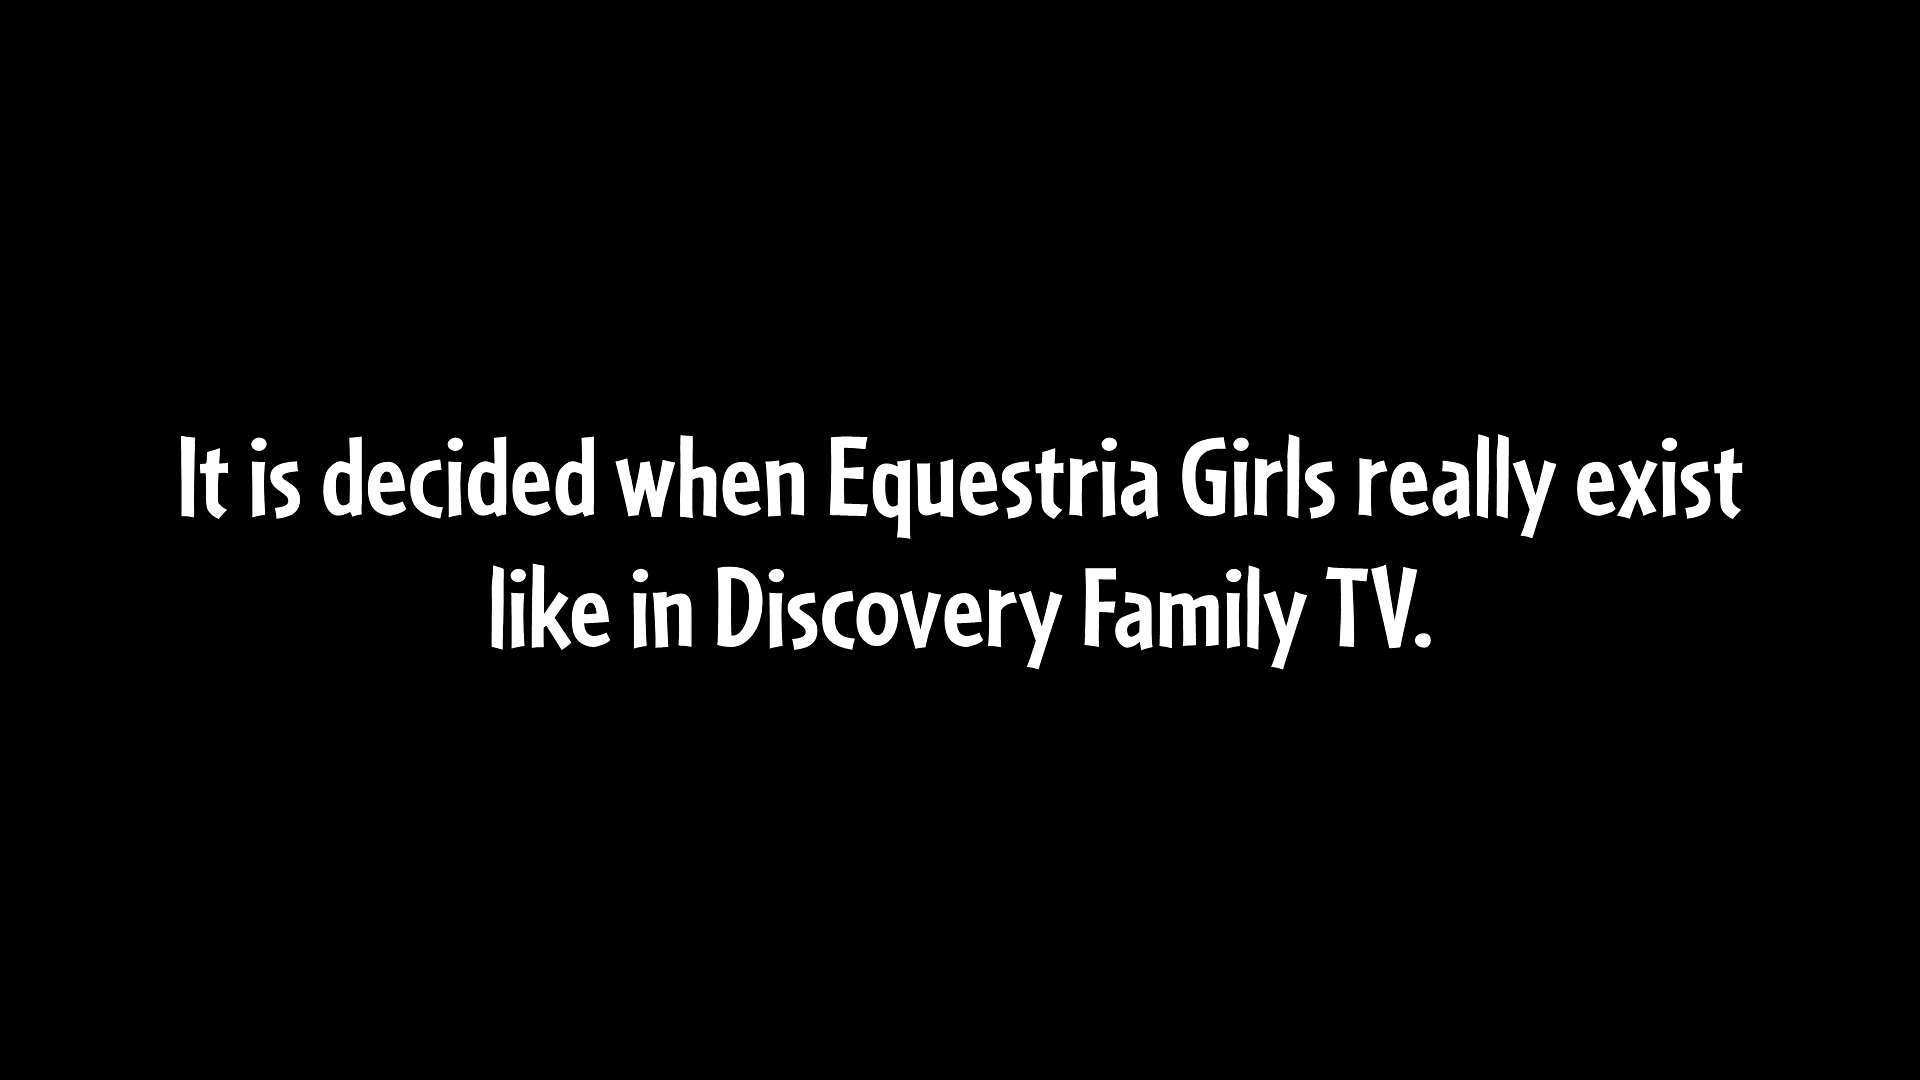 It is decided when Equestria Girls really exist
like in Discovery Family TV.